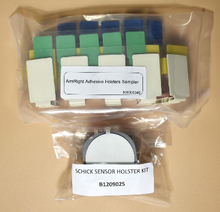 AimRight Adhesive Holders Sampler
SCHICK SENSOR HOLSTER KIT
B1209025